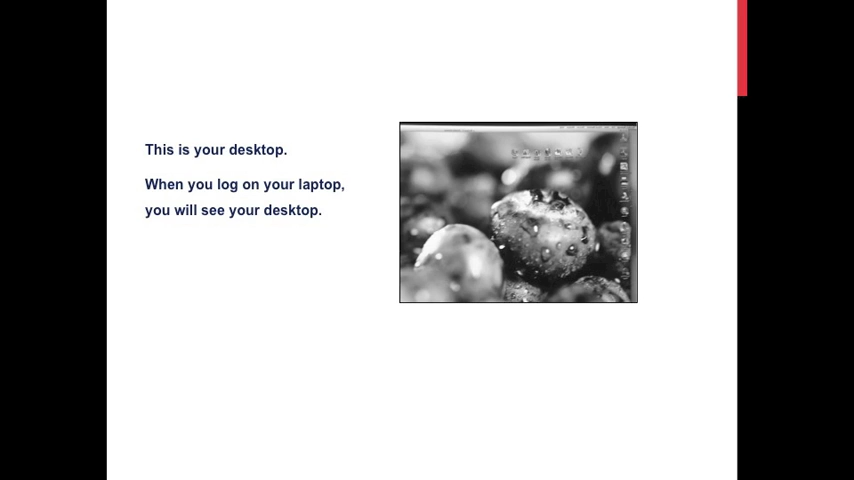 This is your desktop.
When you log on your laptop,
you will see your desktop.